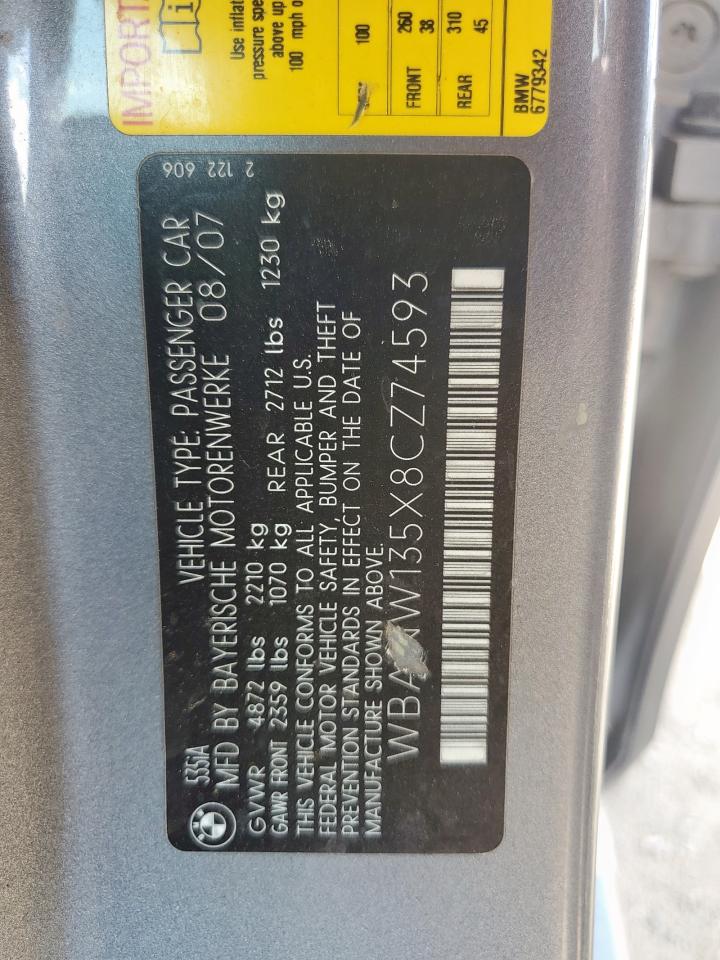 IMPORTA
Use inflat
pressure spe
above up
100 mph o
100
FRONT 260
38
REAR 310
45
BMW
6779342
2 122 606
535iA VEHICLE TYPE: PASSENGER CAR
MFD BY BAYERISCHE MOTORENWERKE 08/07
GVWR 4872 lbs 2210 kg
GAWR FRONT 2359 lbs 1070 kg REAR 2712 lbs 1230 kg
THIS VEHICLE CONFORMS TO ALL APPLICABLE U.S.
FEDERAL MOTOR VEHICLE SAFETY, BUMPER AND THEFT
PREVENTION STANDARDS IN EFFECT ON THE DATE OF
MANUFACTURE SHOWN ABOVE.
WBA W135X8CZ74593